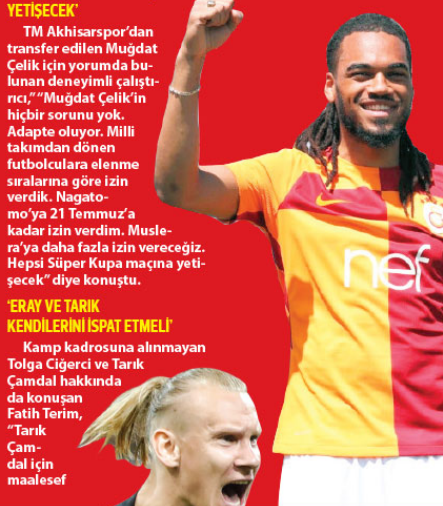 YETİŞECEK’
TM Akhisarspor’dan
transfer edilen Muğdat
Çelik için yorumda bu-
lunan deneyimli çalıştı-
rıcı,”“Muğdat Çelik’in
hiçbir sorunu yok.
Adapte oluyor. Milli
takımdan dönen
futbolculara elenme
sıralarına göre izin
verdik. Nagato-
mo’ya 21 Temmuz’a
kadar izin verdim. Musle-
ra’ya daha fazla izin vereceğiz.
Hepsi Süper Kupa maçına yeti-
şecek” diye konuştu.
‘ERAY VE TARIK
KENDİLERİNİ İSPAT ETMELİ’
Kamp kadrosuna alınmayan
Tolga Ciğerci ve Tarık
Çamdal hakkında
da konuşan
Fatih Terim,
“Tarık
Çam-
dal için
maalesef
nef